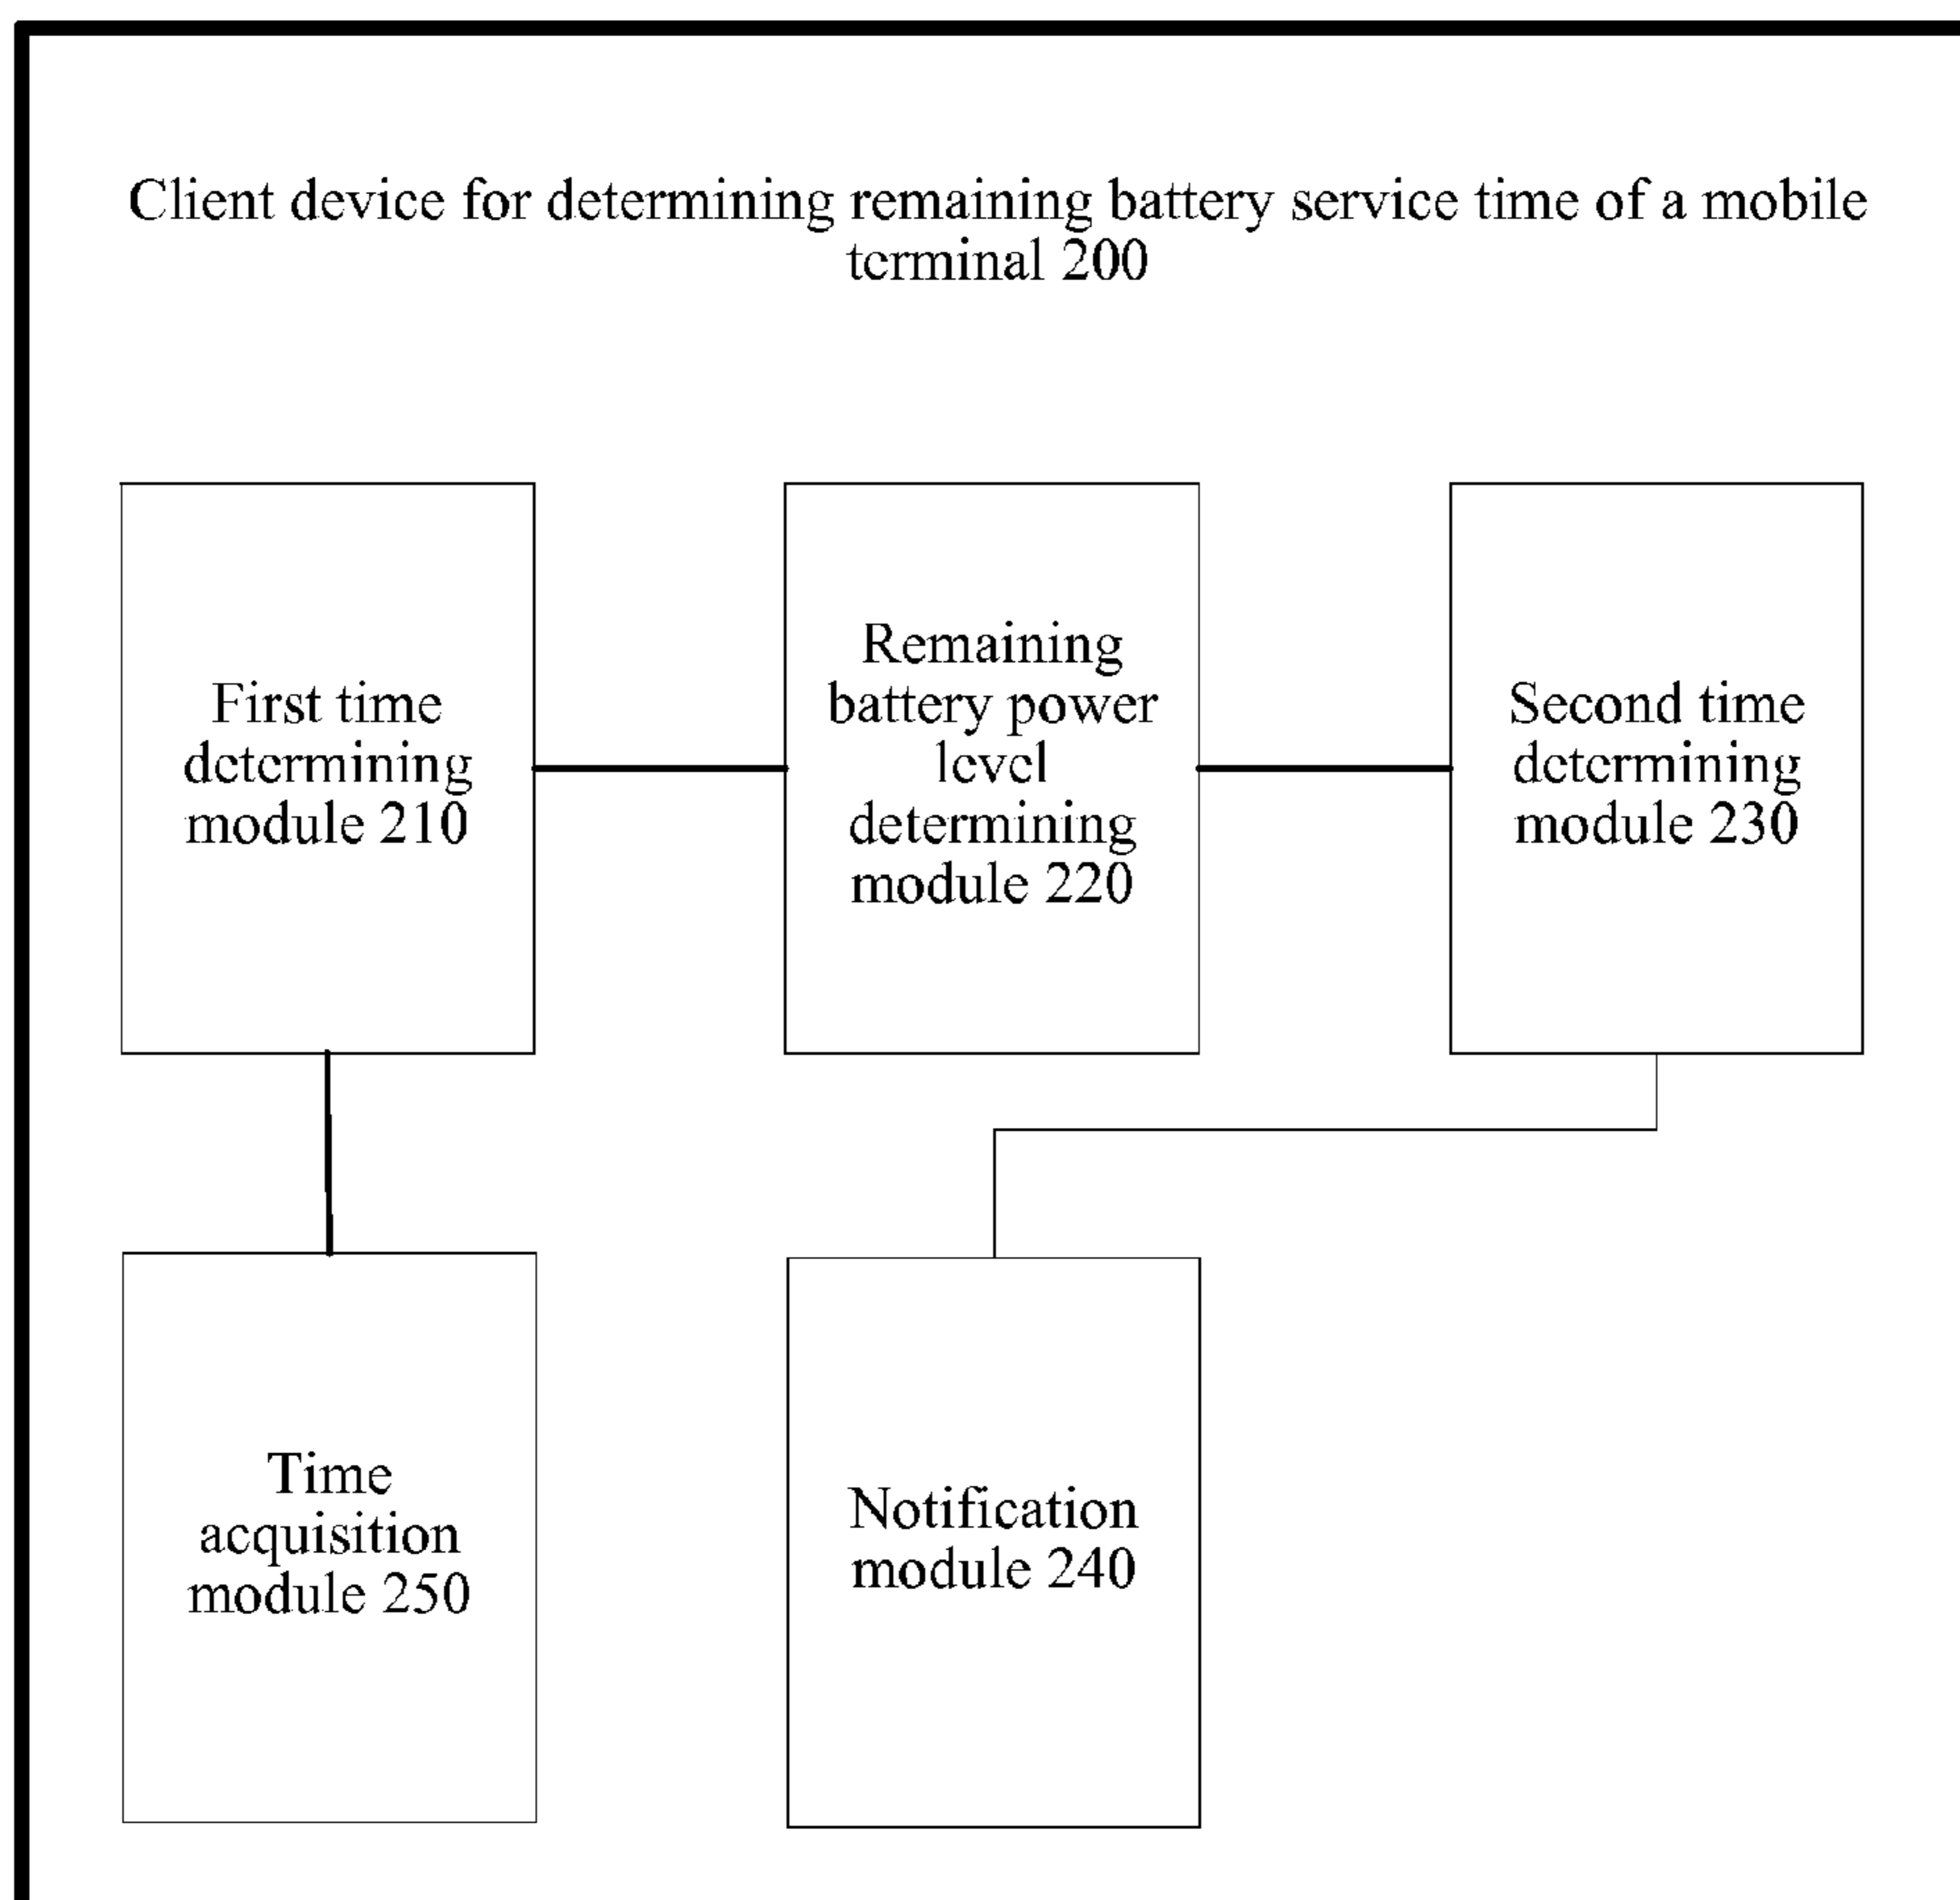 Client device for determining remaining battery service time of a mobile
terminal 200
First time
determining
module 210
Remaining
battery power
level
determining
module 220
Second time
determining
module 230
Time
acquisition
module 250
Notification
module 240